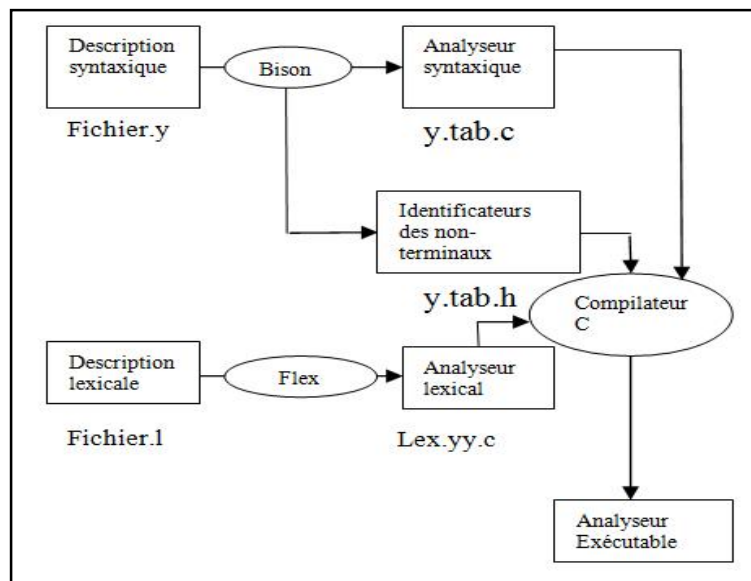 Description
syntaxique
Bison
Analyseur
syntaxique
Fichier.y
y.tab.c
Identificateurs
des non-
terminaux
y.tab.h
Compilateur
C
Description
lexicale
Flex
Analyseur
lexical
Fichier.l
Lex.yy.c
Analyseur
Exécutable